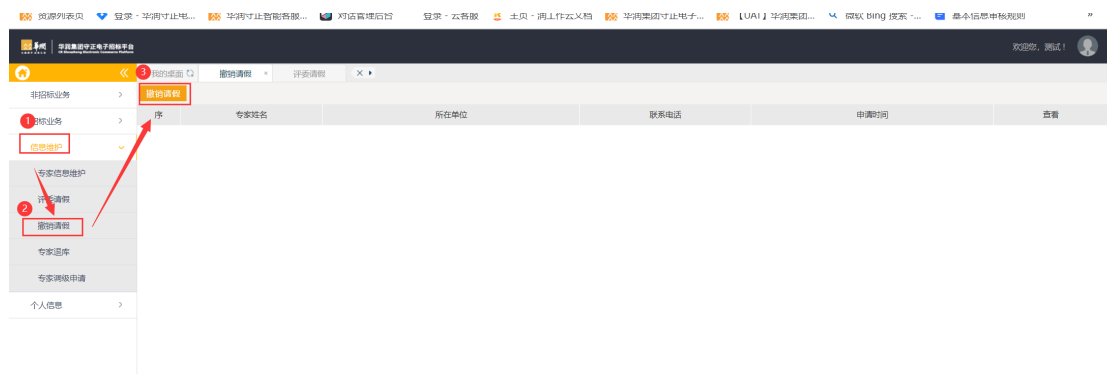 资源列表页 登录 - 华润守正电... 华润守正智能客服... 对话管理后台 登录 - 云客服 主页 - 润工作云文档 华润集团守正电子... 【UAT】华润集团... 微软 Bing 搜索 -... 基本信息审核规则 »
华润集团守正电子招标平台 欢迎您，测试！
3 我的桌面 撤销请假 × 评委请假
非招标业务 撤销请假
1 招标业务 序 专家姓名 所在单位 联系电话 申请时间 查看
信息维护
专家信息维护
评委请假
2
撤销请假
专家退库
专家调级申请
个人信息